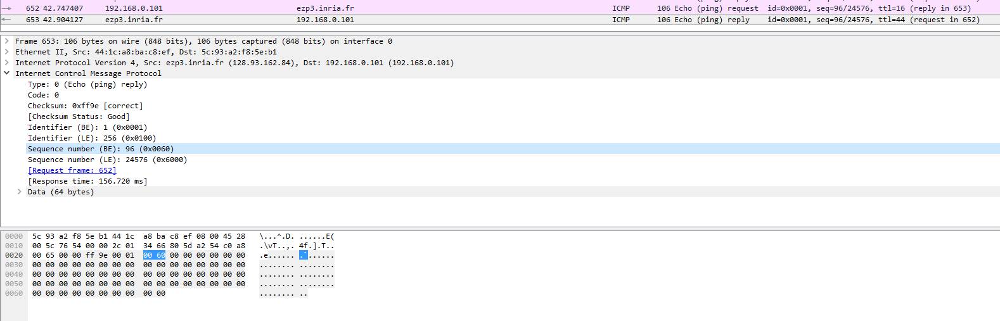 652 42.747407 192.168.0.101 ezp3.inria.fr ICMP 106 Echo (ping) request id=0x0001, seq=96/24576, ttl=16 (reply in 653)
653 42.904127 ezp3.inria.fr 192.168.0.101 ICMP 106 Echo (ping) reply id=0x0001, seq=96/24576, ttl=44 (request in 652)
Frame 653: 106 bytes on wire (848 bits), 106 bytes captured (848 bits) on interface 0
Ethernet II, Src: 44:1c:a8:ba:c8:ef, Dst: 5c:93:a2:f8:5e:b1
Internet Protocol Version 4, Src: ezp3.inria.fr (128.93.162.84), Dst: 192.168.0.101 (192.168.0.101)
Internet Control Message Protocol
Type: 0 (Echo (ping) reply)
Code: 0
Checksum: 0xff9e [correct]
[Checksum Status: Good]
Identifier (BE): 1 (0x0001)
Identifier (LE): 256 (0x0100)
Sequence number (BE): 96 (0x0060)
Sequence number (LE): 24576 (0x6000)
[Request frame: 652]
[Response time: 156.720 ms]
Data (64 bytes)
0000 5c 93 a2 f8 5e b1 44 1c a8 ba c8 ef 08 00 45 28 \...^.D. ......E(
0010 00 5c 76 54 00 00 2c 01 34 66 80 5d a2 54 c0 a8 .\vT..,. 4f.].T..
0020 00 65 00 00 ff 9e 00 01 00 60 00 00 00 00 00 00 .e...... .`......
0030 00 00 00 00 00 00 00 00 00 00 00 00 00 00 00 00 ........ ........
0040 00 00 00 00 00 00 00 00 00 00 00 00 00 00 00 00 ........ ........
0050 00 00 00 00 00 00 00 00 00 00 00 00 00 00 00 00 ........ ........
0060 00 00 00 00 00 00 00 00 00 00 ........ ..